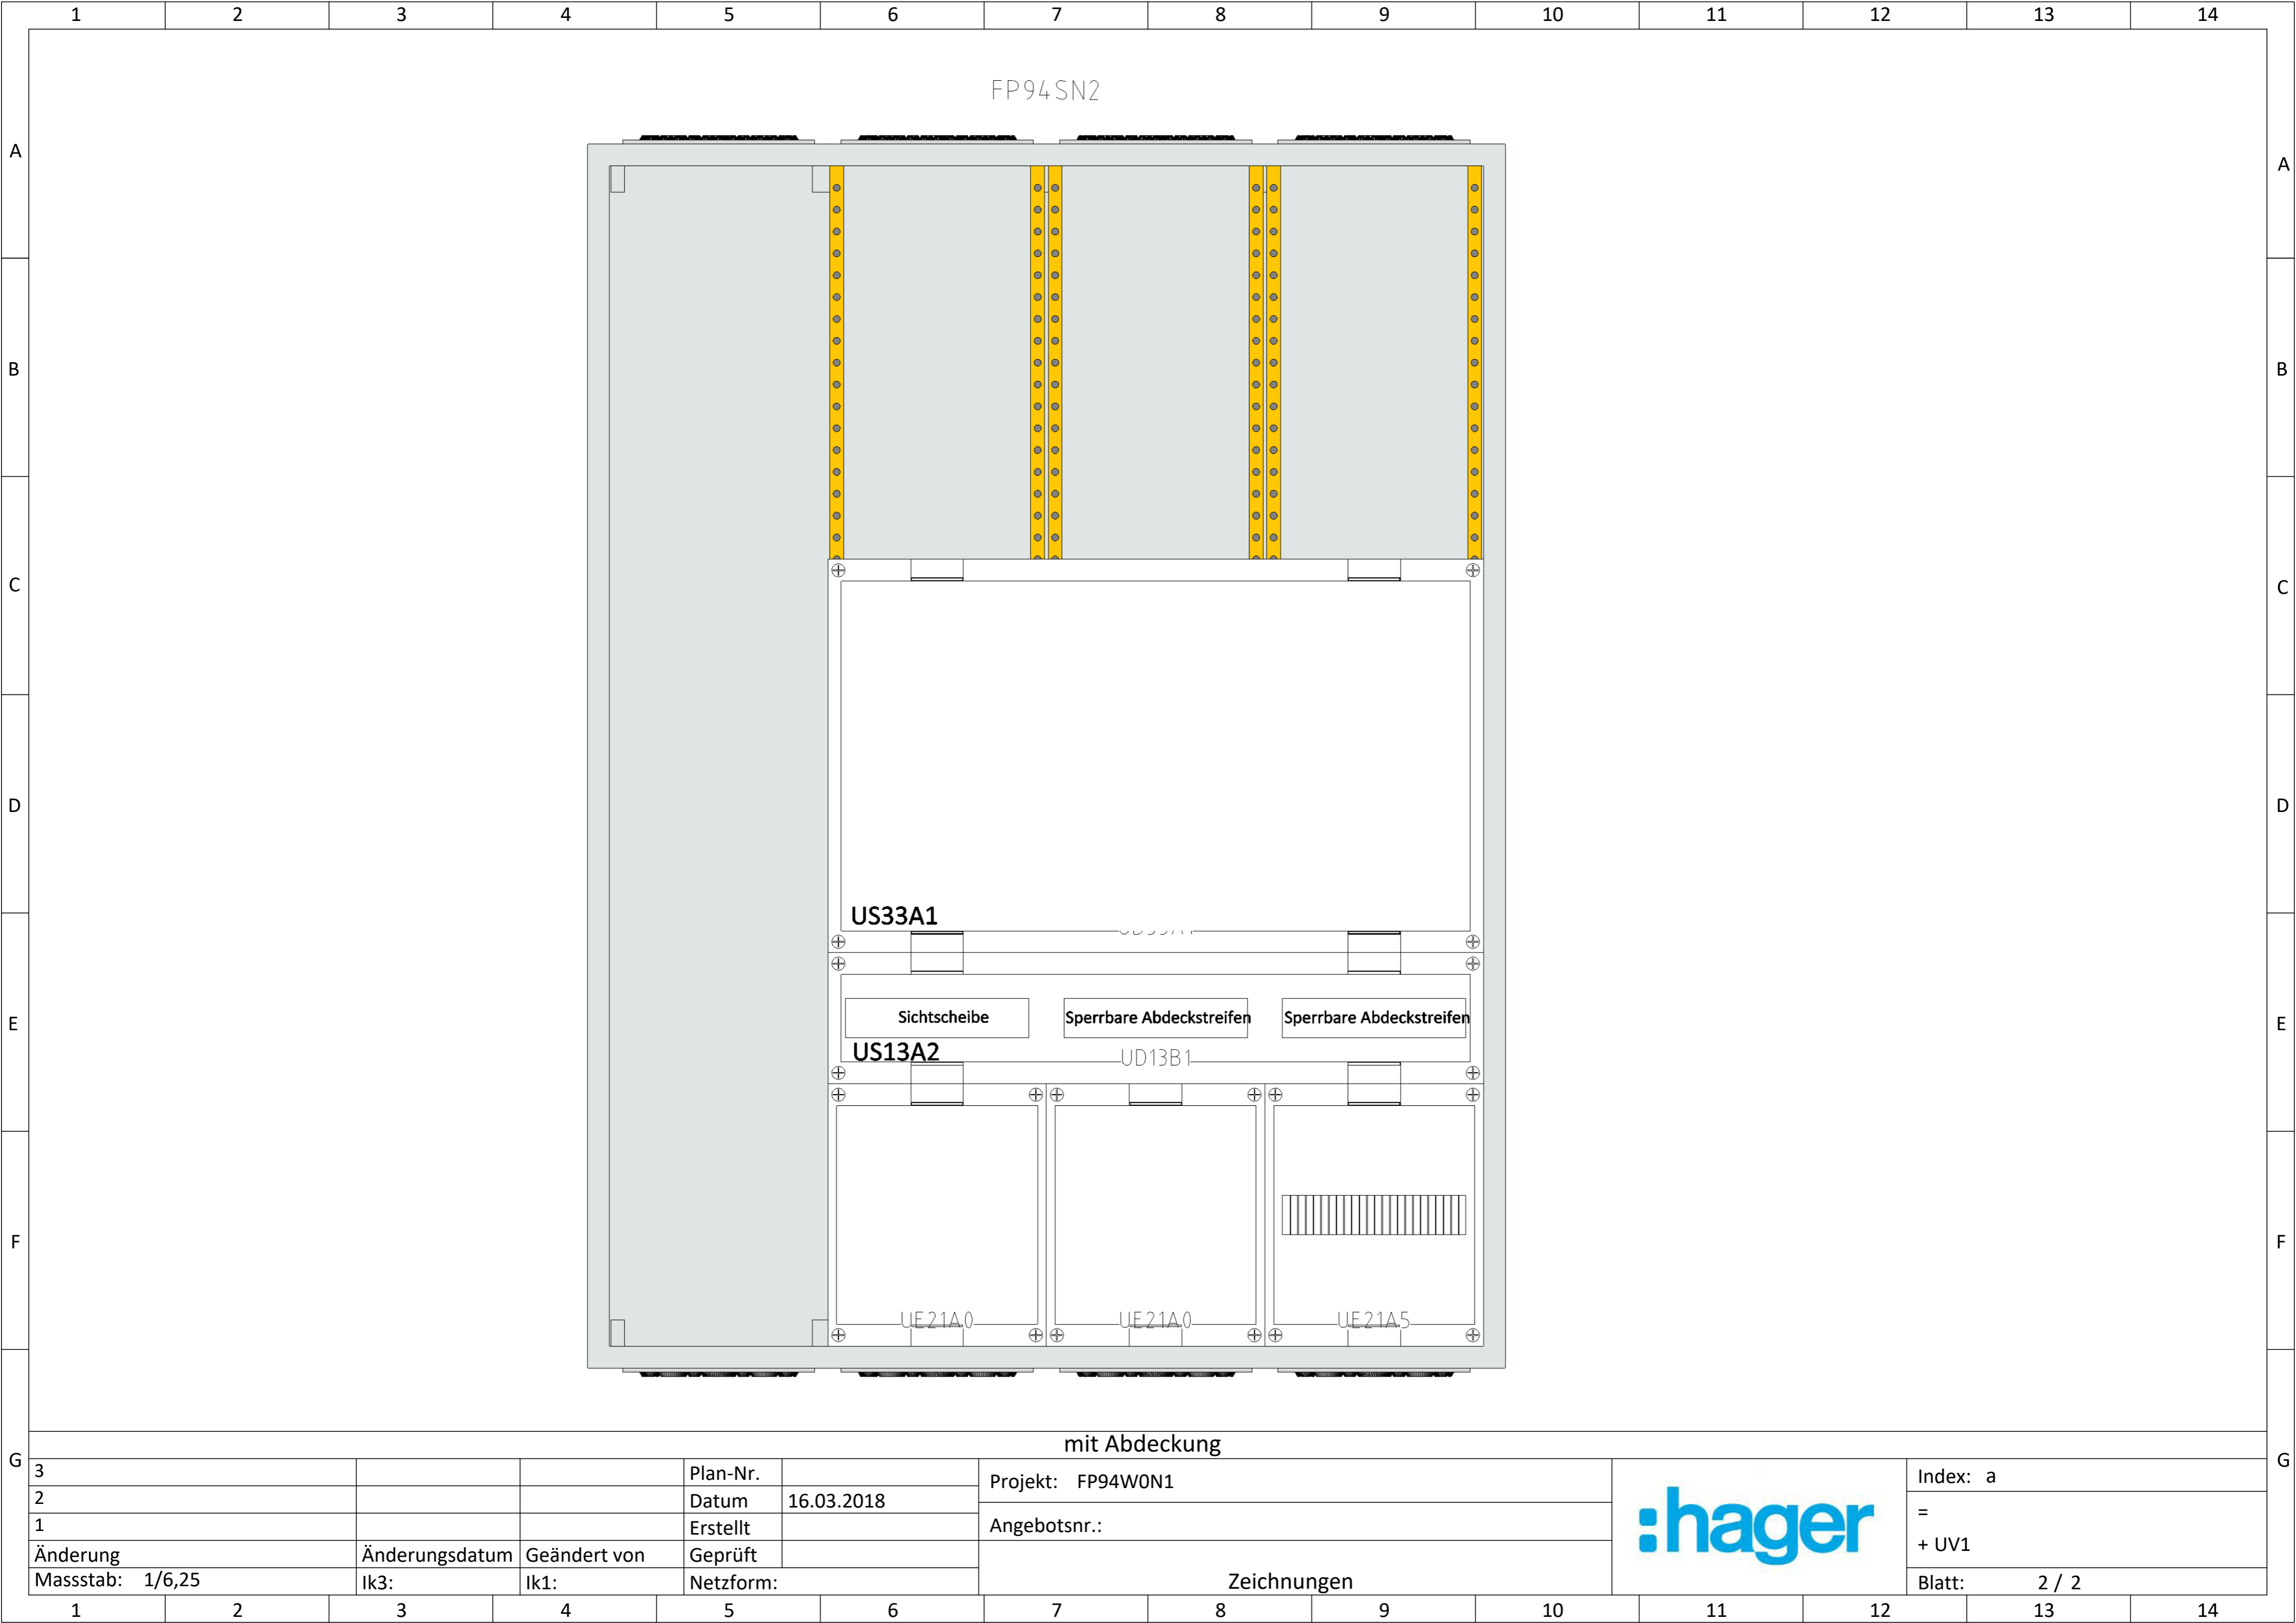 1 2 3 4 5 6 7 8 9 10 11 12 13 14
FP94SN2
A A
B B
C C
D D
US33A1
E E
Sichtscheibe Sperrbare Abdeckstreifen Sperrbare Abdeckstreifen
US13A2 UD13B1
F F
UE21A0 UE21A0 UE21A5
mit Abdeckung
G G
3 Plan-Nr. Projekt: FP94W0N1 Index: a
2 Datum 16.03.2018
1 Erstellt Angebotsnr.: =
:hager
+ UV1
Änderung Änderungsdatum Geändert von Geprüft
Massstab: 1/6,25 Ik3: Ik1: Netzform: Zeichnungen Blatt: 2 / 2
1 2 3 4 5 6 7 8 9 10 11 12 13 14